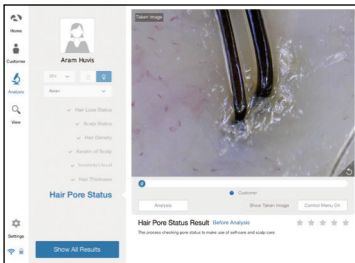 Home
Customer
Analysis
View
Settings
Aram Huvis
Asian
Hair Loss Status
Scalp Status
Hair Density
Keratin of Scalp
Hair Thickness
Hair Pore Status
Show All Results
Taken Image
Customer
Analysis
Show Taken Image
Control Menu On
Hair Pore Status Result Before Analysis
The process checking pore status to make use of self-care and scalp care.